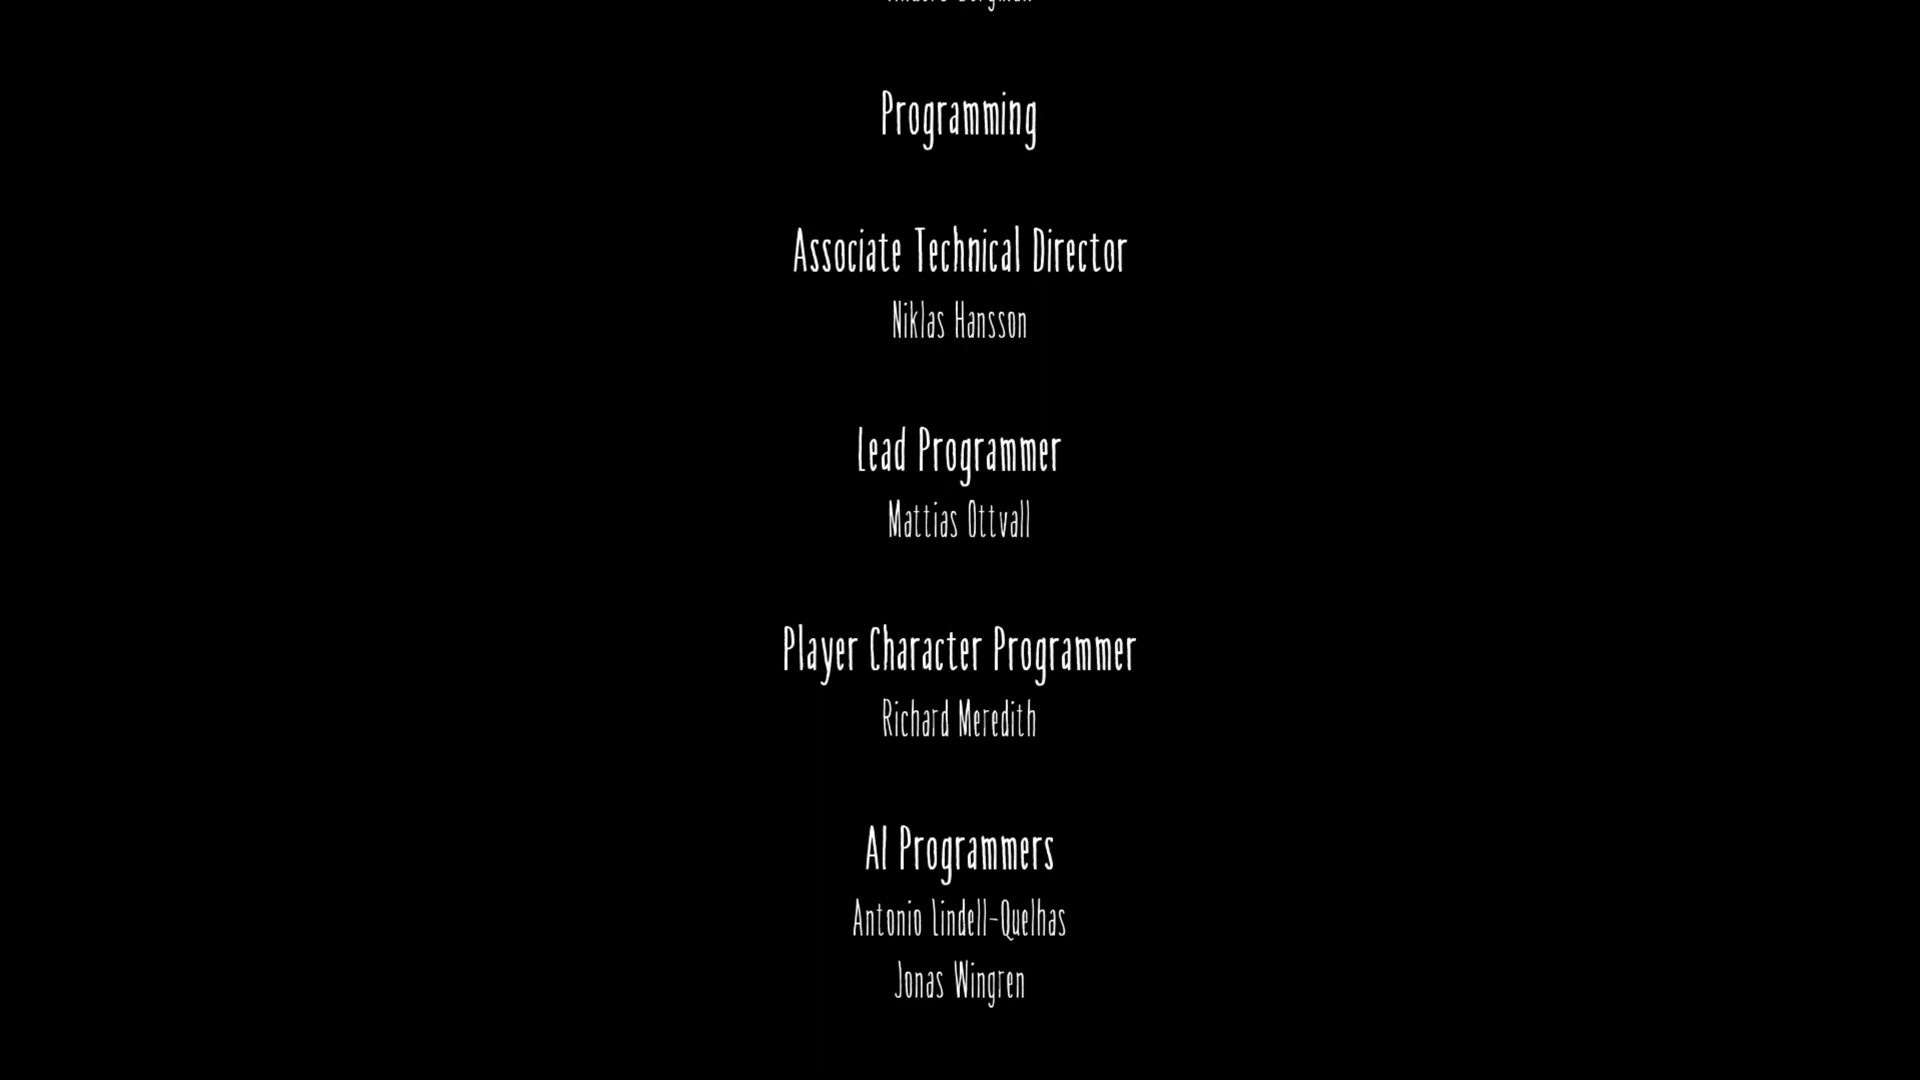 Programming
Associate Technical Director
Niklas Hansson
Lead Programmer
Mattias Ottvall
Player Character Programmer
Richard Meredith
AI Programmers
Antonio Lindell-Quelhas
Jonas Wingren